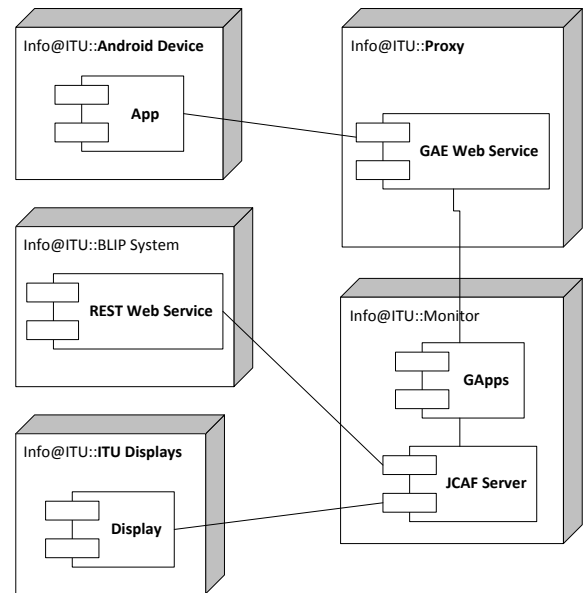 Info@ITU::Android Device
App
Info@ITU::Proxy
GAE Web Service
Info@ITU::BLIP System
REST Web Service
Info@ITU::Monitor
GApps
JCAF Server
Info@ITU::ITU Displays
Display